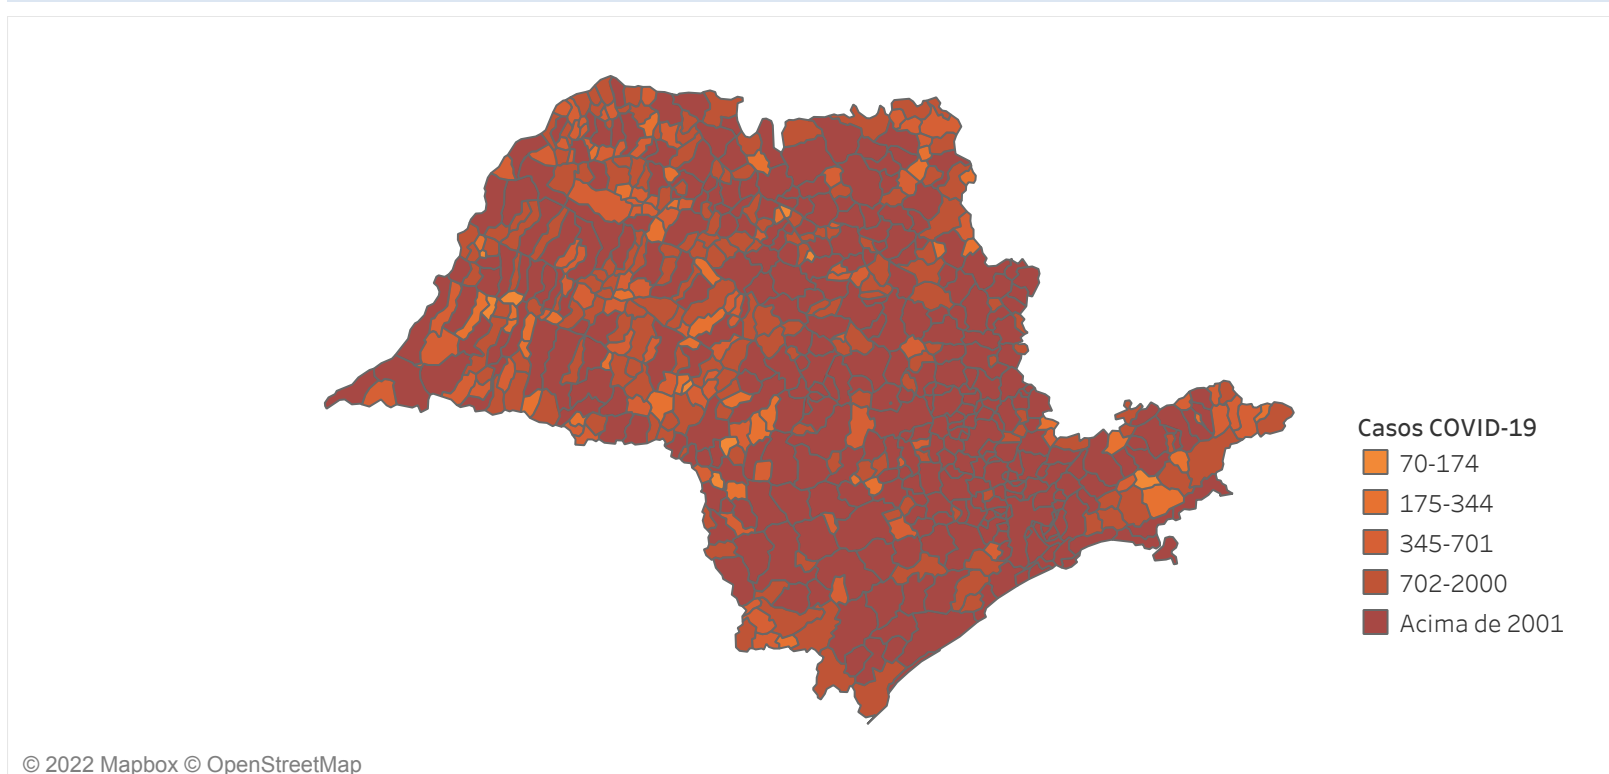 Casos COVID-19
70-174
175-344
345-701
702-2000
Acima de 2001
© 2022 Mapbox © OpenStreetMap